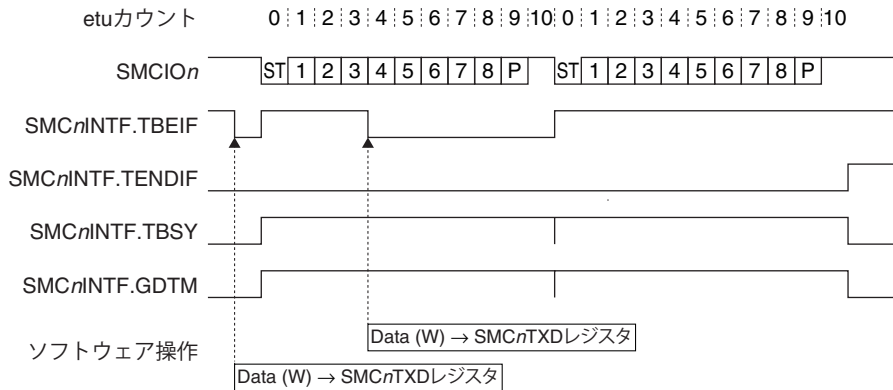 etuカウント 0 1 2 3 4 5 6 7 8 9 10 0 1 2 3 4 5 6 7 8 9 10
SMCIOn ST 1 2 3 4 5 6 7 8 P ST 1 2 3 4 5 6 7 8 P
SMCnINTF.TBEIF
SMCnINTF.TENDIF
SMCnINTF.TBSY
SMCnINTF.GDTM
Data (W) → SMCnTXDレジスタ
ソフトウェア操作
Data (W) → SMCnTXDレジスタ